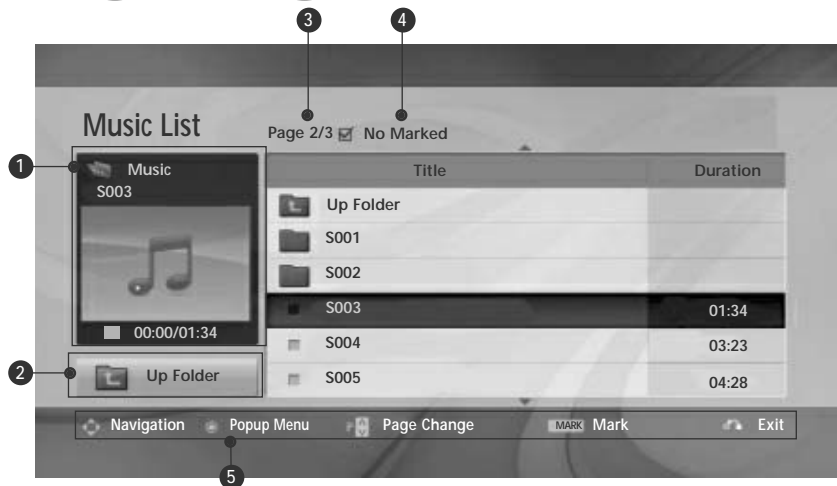 3 4
Music List
Page 2/3 No Marked
1
Music
S003
00:00/01:34
2
Up Folder
Title Duration
Up Folder
S001
S002
S003 01:34
S004 03:23
S005 04:28
Navigation Popup Menu P Page Change MARK Mark Exit
5